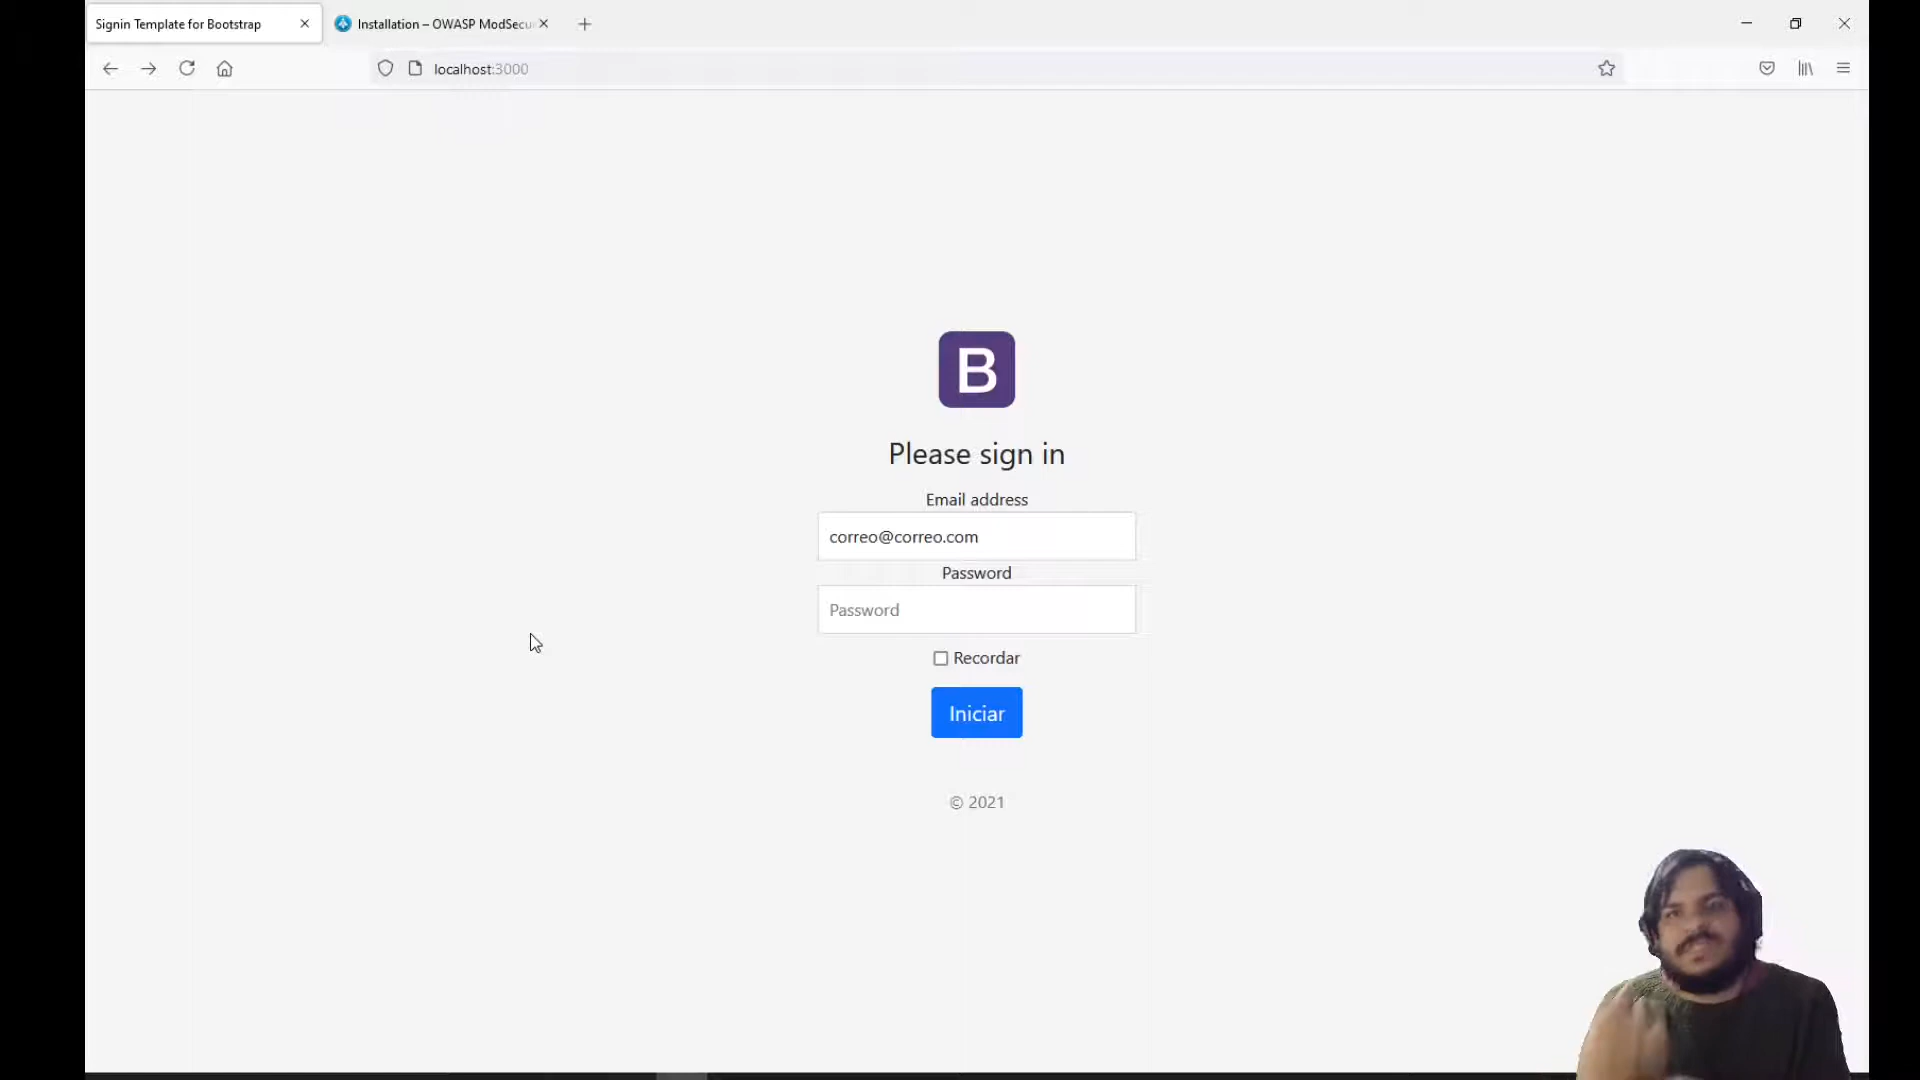 Signin Template for Bootstrap
Installation – OWASP ModSecu
localhost:3000
B
Please sign in
Email address
correo@correo.com
Password
Password
Recordar
Iniciar
© 2021